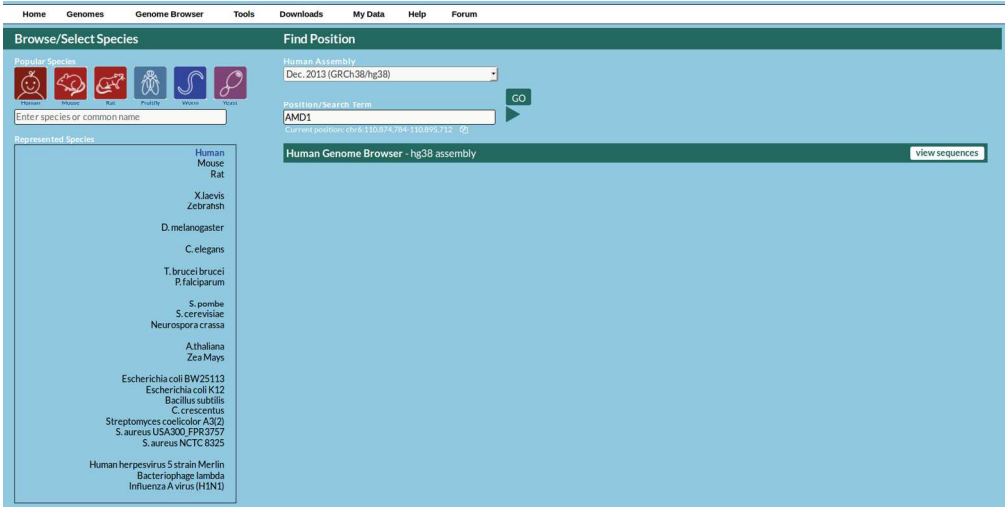 Home Genomes Genome Browser Tools Downloads My Data Help Forum
Browse/Select Species
Popular Species
Human Mouse Rat Fruitfly Worm Yeast
Enter species or common name
Represented Species
Human
Mouse
Rat
X.laevis
Zebrafish
D. melanogaster
C. elegans
T. brucei brucei
P. falciparum
S. pombe
S. cerevisiae
Neurospora crassa
A.thaliana
Zea Mays
Escherichia coli BW25113
Escherichia coli K12
Bacillus subtilis
C. crescentus
Streptomyces coelicolor A3(2)
S. aureus USA300_FPR3757
S. aureus NCTC 8325
Human herpesvirus 5 strain Merlin
Bacteriophage lambda
Influenza A virus (H1N1)
Find Position
Human Assembly
Dec. 2013 (GRCh38/hg38)
Position/Search Term
AMD1
GO
Current position: chr6:110,874,784-110,895,712
Human Genome Browser - hg38 assembly
view sequences